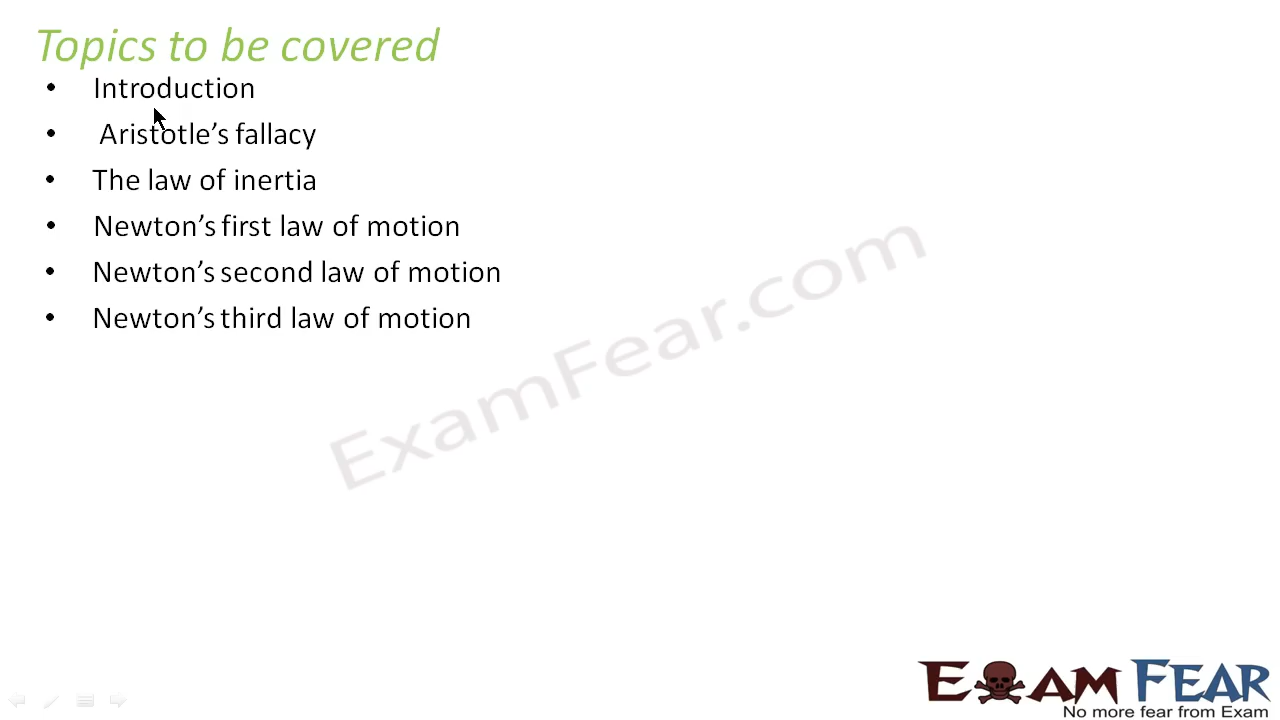 Topics to be covered
• Introduction
• Aristotle’s fallacy
• The law of inertia
• Newton’s first law of motion
• Newton’s second law of motion
• Newton’s third law of motion
ExamFear.com
EXAM FEAR
No more fear from Exam